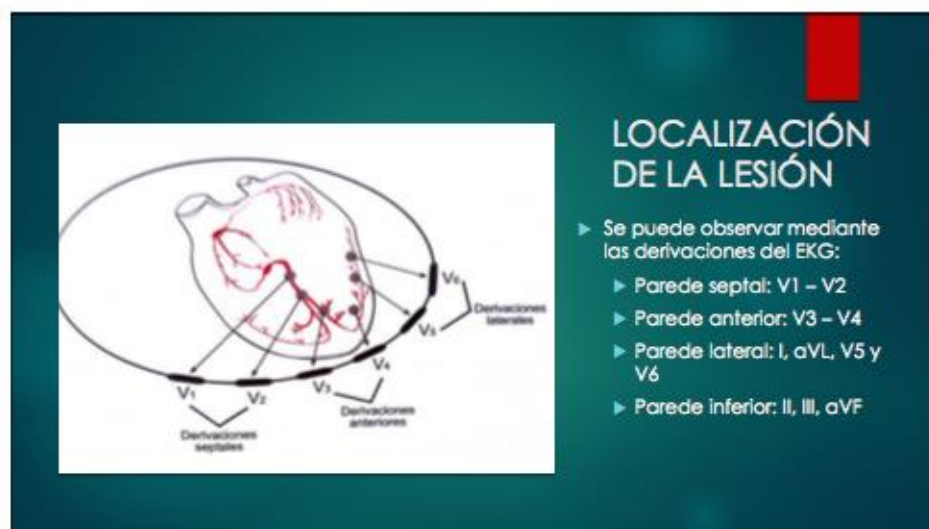 LOCALIZACIÓN
DE LA LESIÓN
Se puede observar mediante
las derivaciones del EKG:
Parede septal: V1 – V2
Parede anterior: V3 – V4
Parede lateral: I, aVL, V5 y
V6
Parede inferior: II, III, aVF
V6
Derivaciones
laterales
V5
V4
V3
Derivaciones
anteriores
V1
V2
Derivaciones
septales